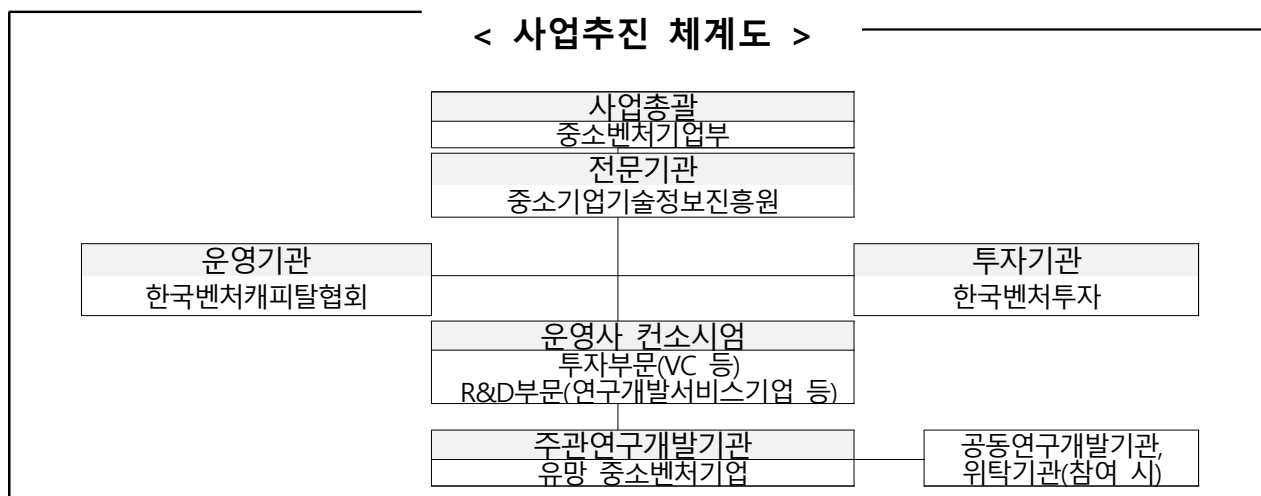 < 사업추진 체계도 >
사업총괄
중소벤처기업부
전문기관
중소기업기술정보진흥원
운영기관
한국벤처캐피탈협회
투자기관
한국벤처투자
운영사 컨소시엄
투자부문(VC 등)
R&D부문(연구개발서비스기업 등)
주관연구개발기관
유망 중소벤처기업
공동연구개발기관,
위탁기관(참여 시)